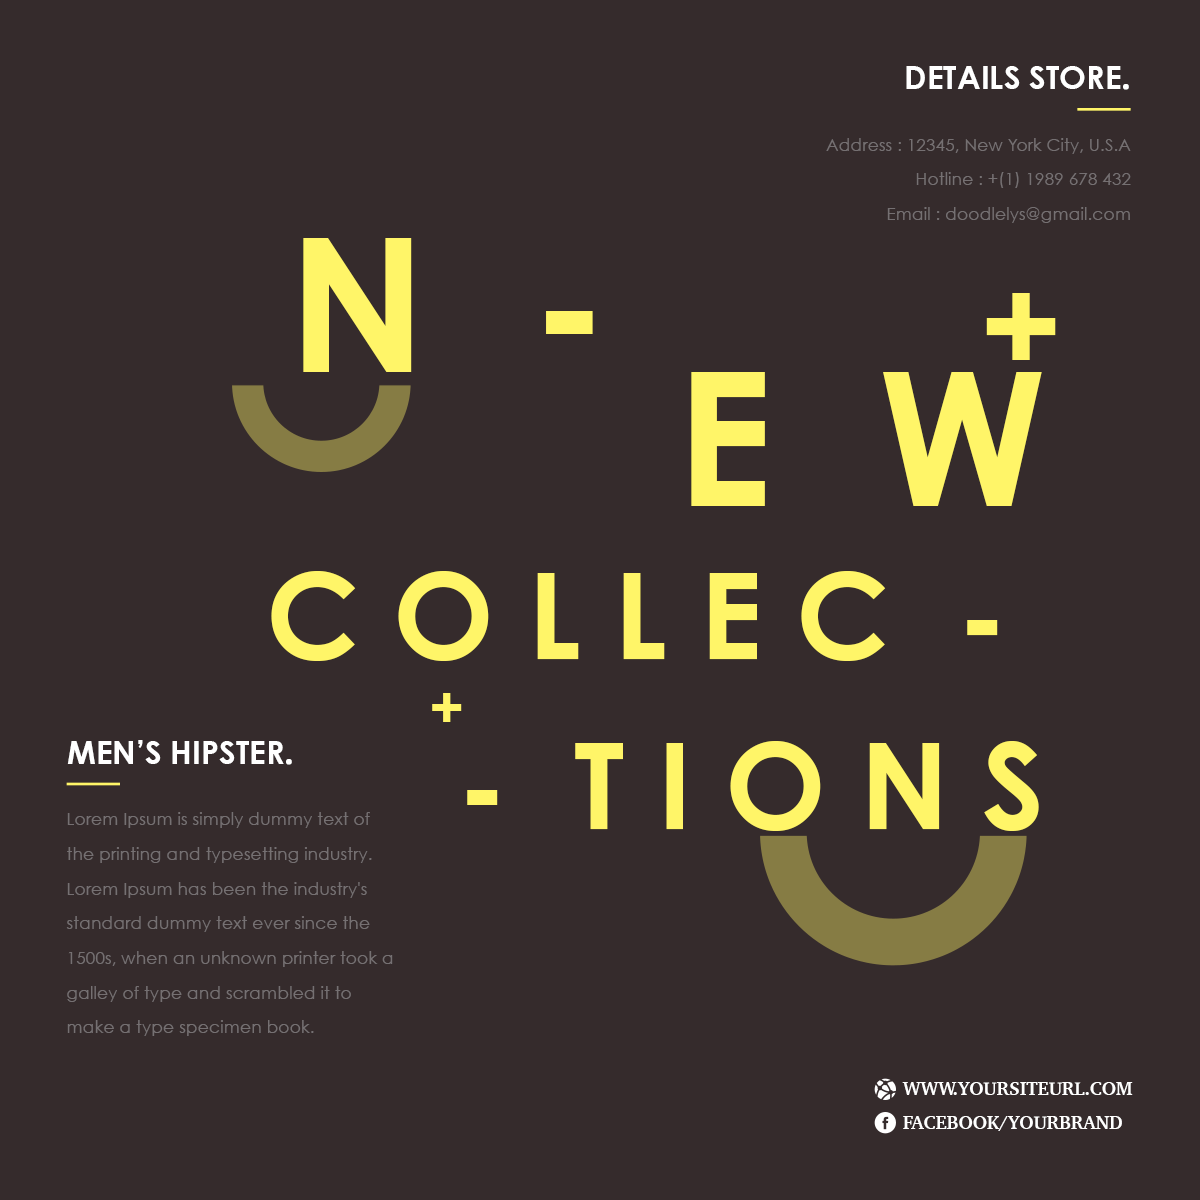 DETAILS STORE.
Address : 12345, New York City, U.S.A
Hotline : +(1) 1989 678 432
Email : doodlelys@gmail.com
N - +
E W
COLLEC -
+
- TIONS
MEN’S HIPSTER.
Lorem Ipsum is simply dummy text of
the printing and typesetting industry.
Lorem Ipsum has been the industry's
standard dummy text ever since the
1500s, when an unknown printer took a
galley of type and scrambled it to
make a type specimen book.
WWW.YOURSITEURL.COM
FACEBOOK/YOURBRAND